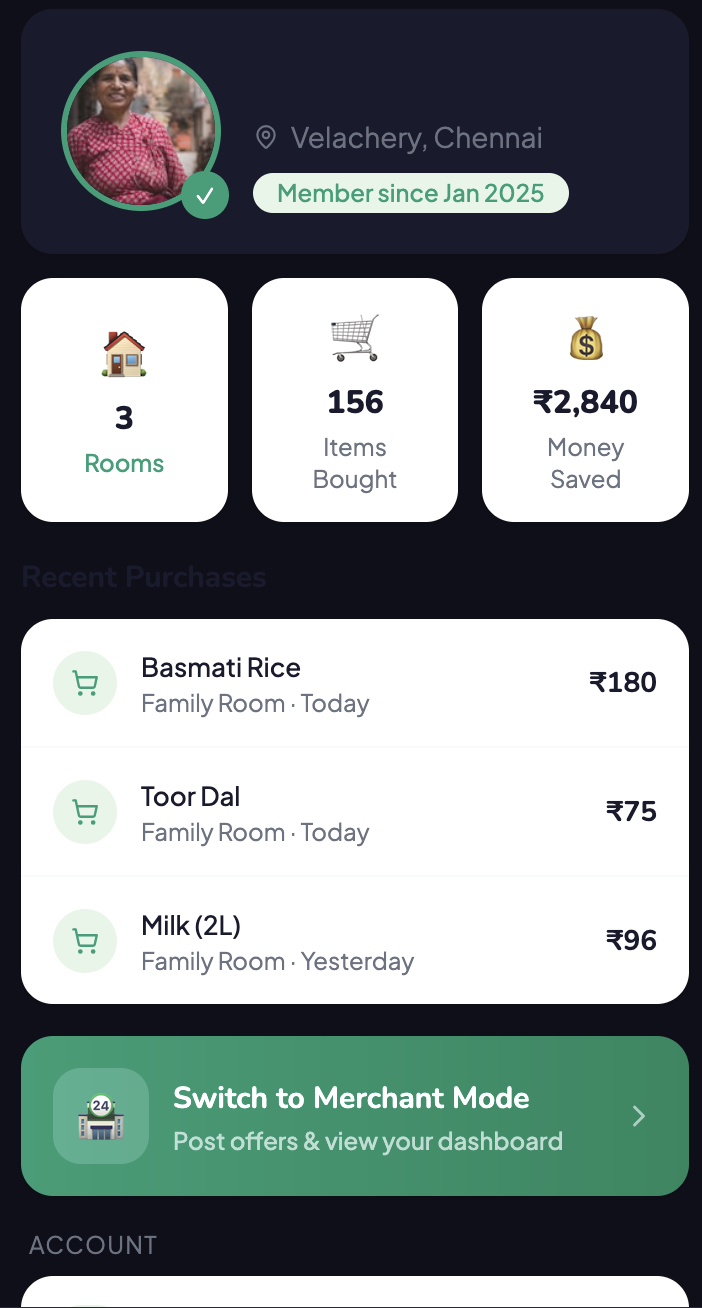 Velachery, Chennai
Member since Jan 2025
3
Rooms
156
Items
Bought
₹2,840
Money
Saved
Recent Purchases
Basmati Rice
Family Room · Today
₹180
Toor Dal
Family Room · Today
₹75
Milk (2L)
Family Room · Yesterday
₹96
24
Switch to Merchant Mode
Post offers & view your dashboard
ACCOUNT